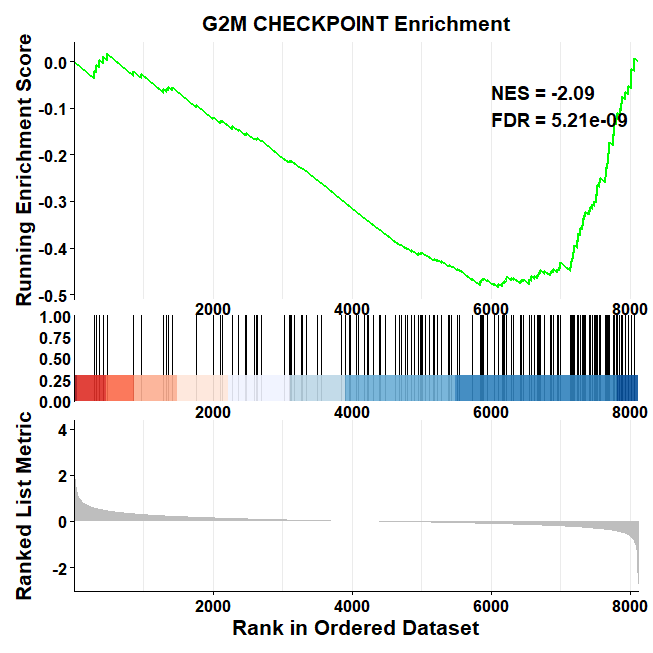 G2M CHECKPOINT Enrichment
Running Enrichment Score
0.0
-0.1
-0.2
-0.3
-0.4
-0.5
NES = -2.09
FDR = 5.21e-09
2000 4000 6000 8000
1.00
0.75
0.50
0.25
0.00
2000 4000 6000 8000
Ranked List Metric
4
2
0
-2
2000 4000 6000 8000
Rank in Ordered Dataset